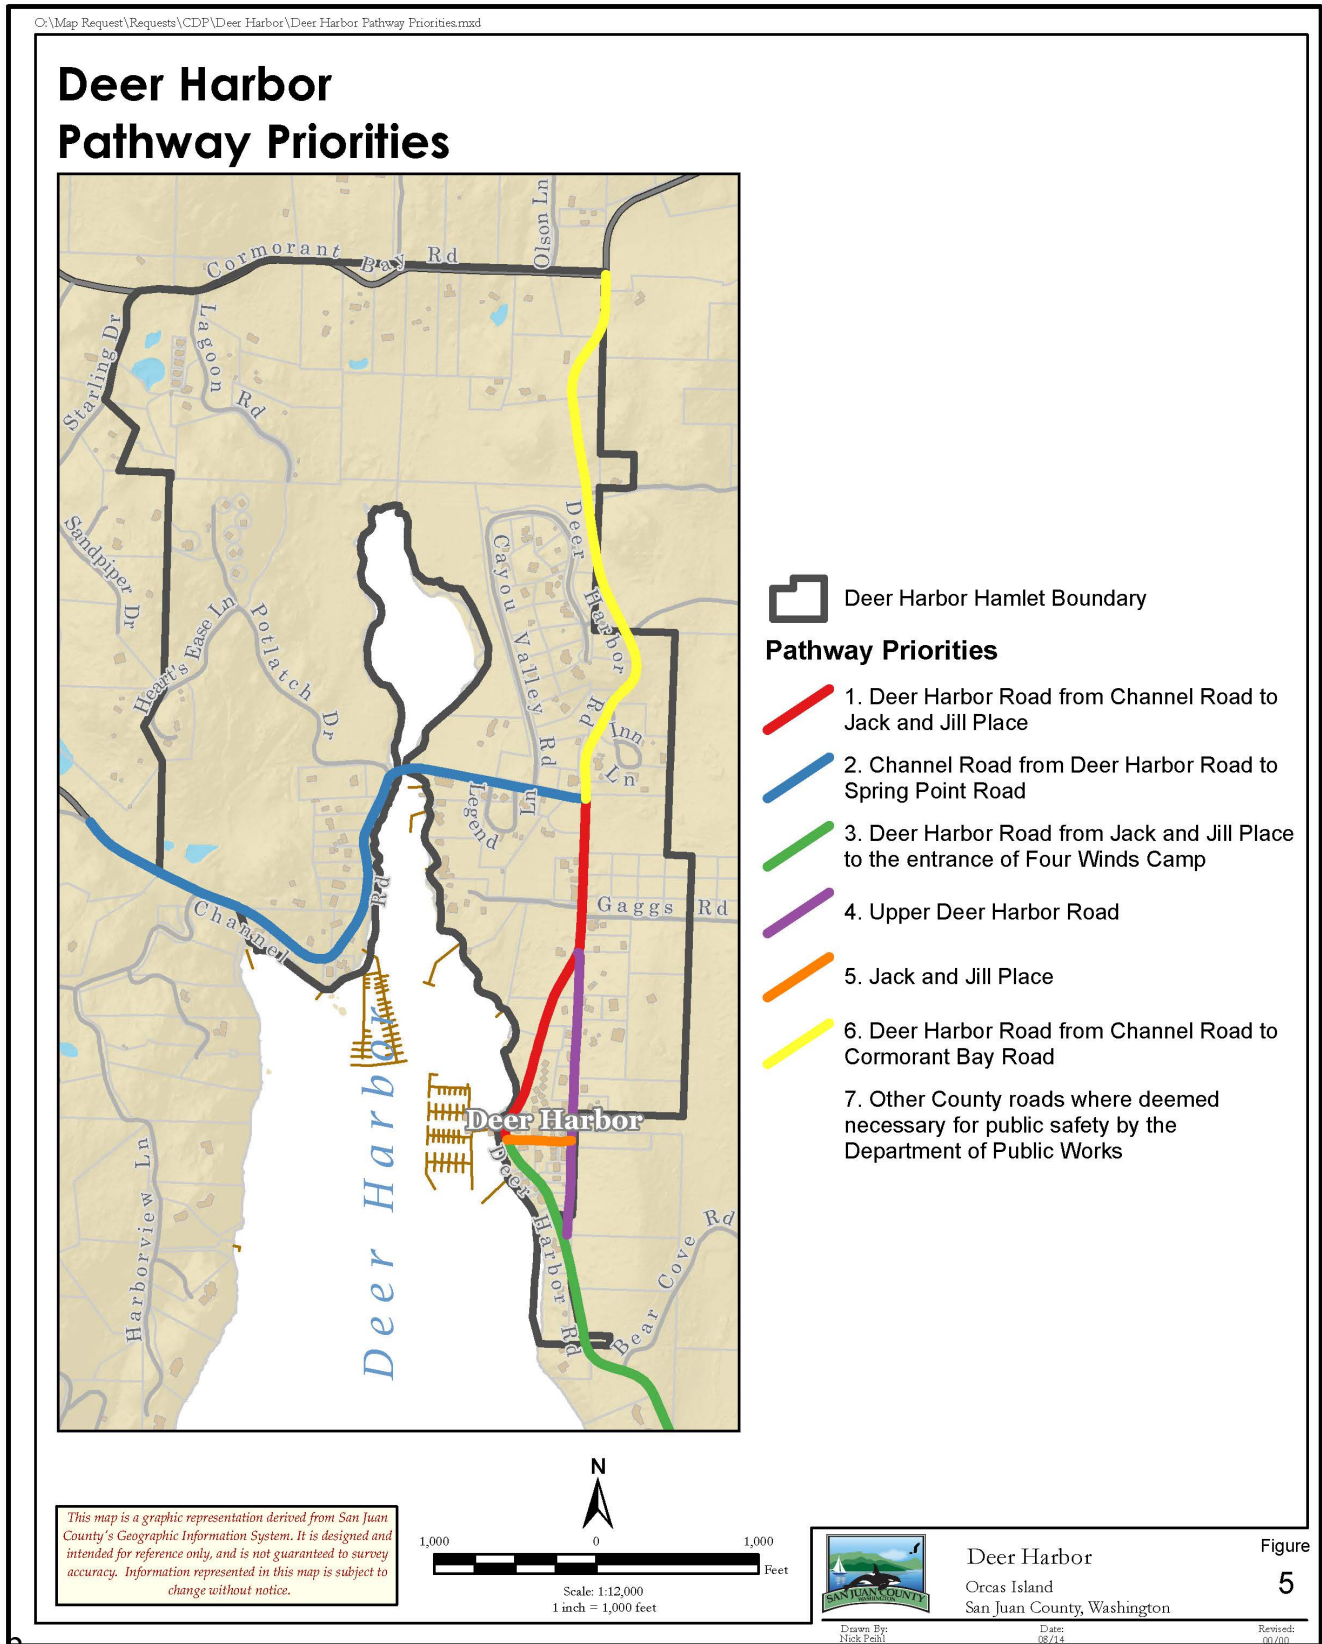 O:\Map Request\Requests\CDP\Deer Harbor\Deer Harbor Pathway Priorities.mxd
Deer Harbor
Pathway Priorities
Olson Ln
Cormorant Bay Rd
Starling Dr
Lagoon Rd
Sandpiper Dr
Heart's Ease Ln
Potlatch Dr
Cayou Valley Rd
Deer Harbor Rd
Inn Ln
Legend Ln
Channel Rd
Gaggs Rd
Deer Harbor
Deer Harbor
Deer Harbor Rd
Harborview Ln
Bear Cove Rd
Deer Harbor Hamlet Boundary
Pathway Priorities
1. Deer Harbor Road from Channel Road to
Jack and Jill Place
2. Channel Road from Deer Harbor Road to
Spring Point Road
3. Deer Harbor Road from Jack and Jill Place
to the entrance of Four Winds Camp
4. Upper Deer Harbor Road
5. Jack and Jill Place
6. Deer Harbor Road from Channel Road to
Cormorant Bay Road
7. Other County roads where deemed
necessary for public safety by the
Department of Public Works
This map is a graphic representation derived from San Juan
County's Geographic Information System. It is designed and
intended for reference only, and is not guaranteed to survey
accuracy. Information represented in this map is subject to
change without notice.
N
1,000 0 1,000
Feet
Scale: 1:12,000
1 inch = 1,000 feet
SAN JUAN COUNTY
WASHINGTON
Deer Harbor
Orcas Island
San Juan County, Washington
Figure
5
Drawn By:
Nick Peihl
Date:
08/14
Revised:
00/00